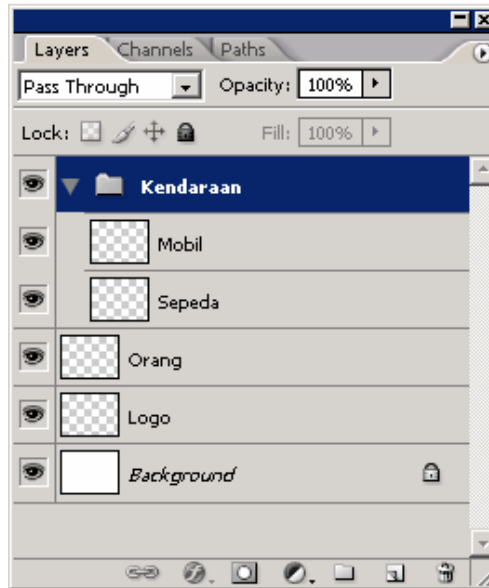 Layers Channels Paths
Pass Through Opacity: 100%
Lock: Fill: 100%
Kendaraan
Mobil
Sepeda
Orang
Logo
Background